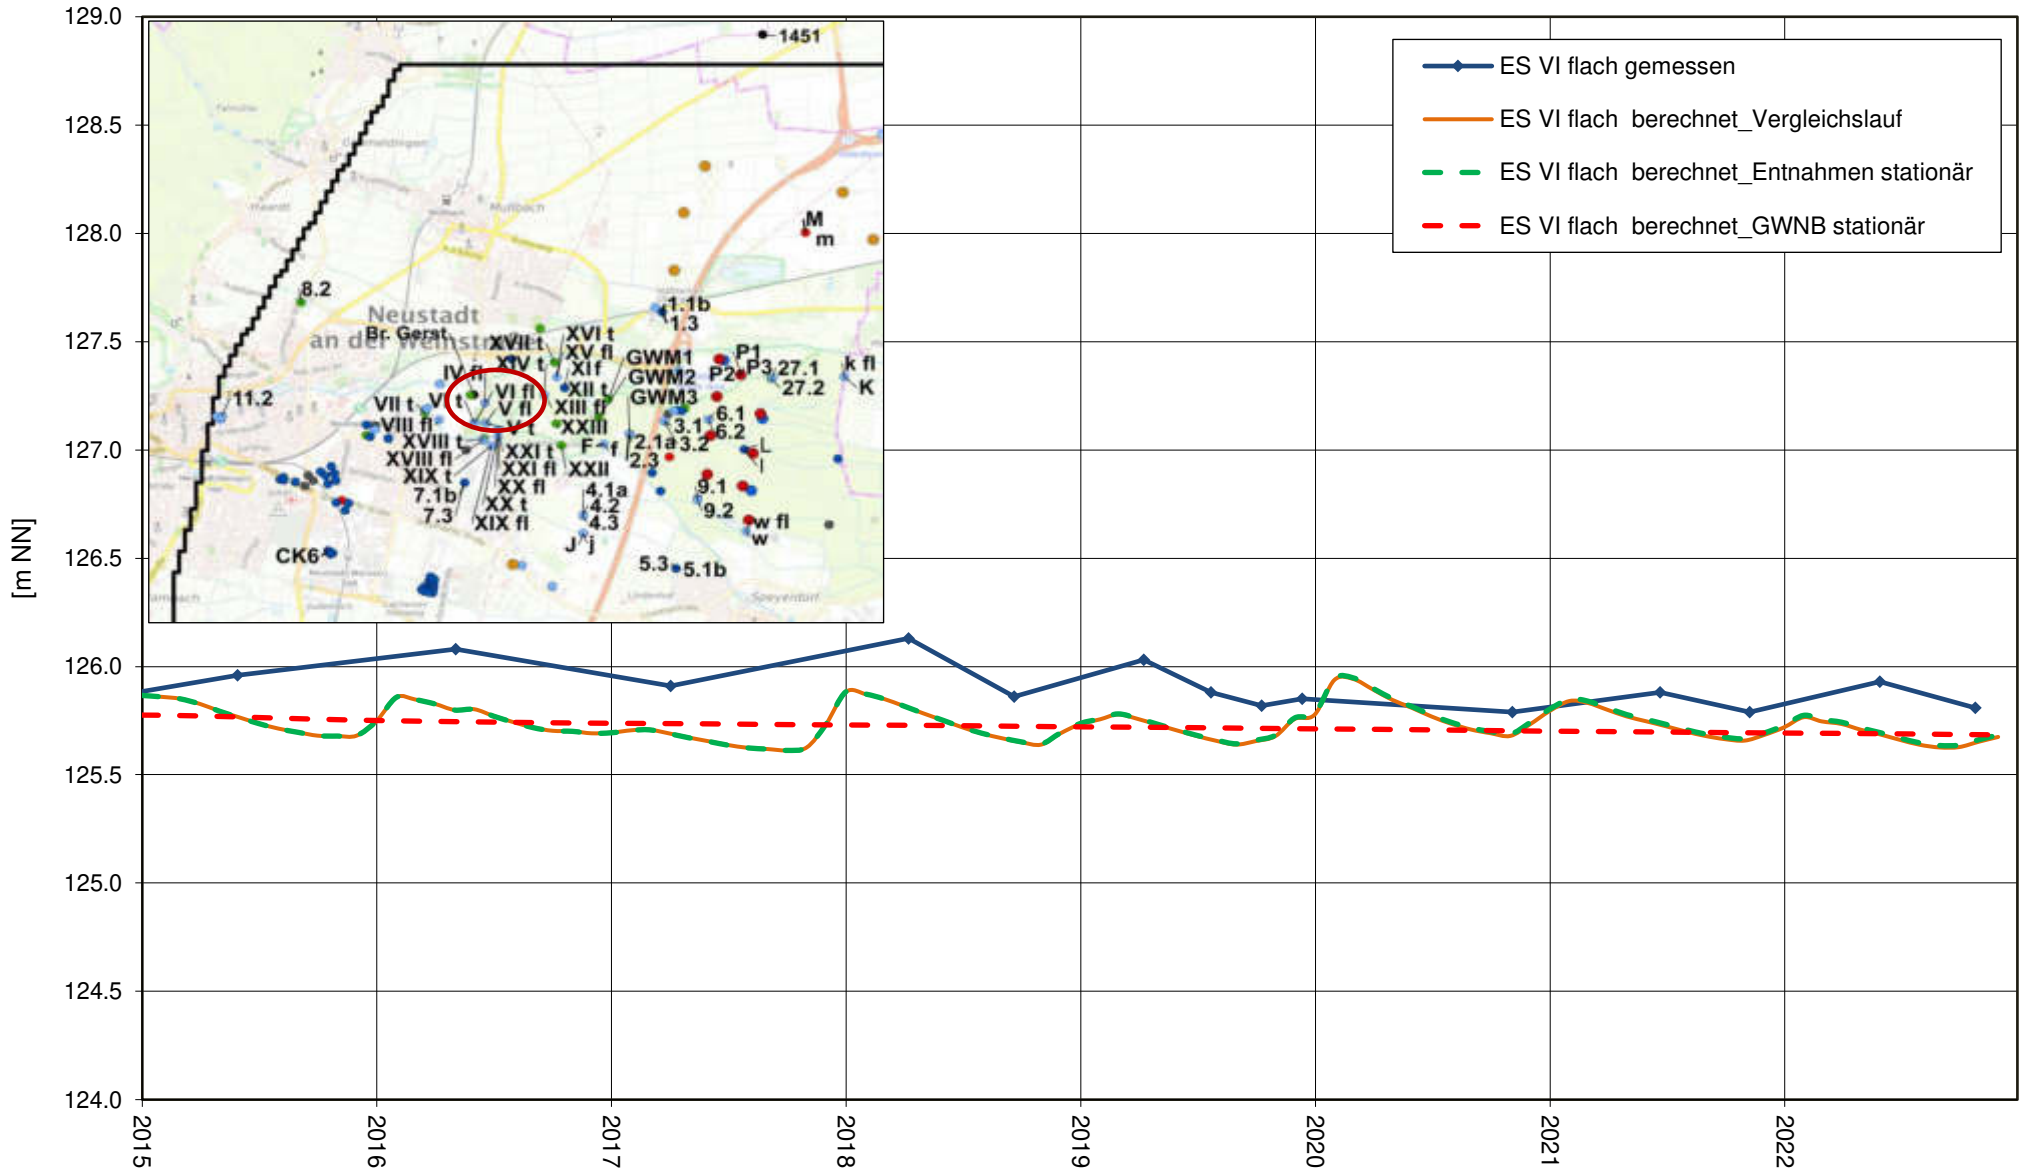 129.0
128.5
128.0
127.5
127.0
126.5
126.0
125.5
125.0
124.5
124.0
[m NN]
2015
2016
2017
2018
2019
2020
2021
2022
ES VI flach gemessen
ES VI flach berechnet_Vergleichslauf
ES VI flach berechnet_Entnahmen stationär
ES VI flach berechnet_GWNB stationär
1451
M
m
8.2
Neustadt
an der Weinstraße
Br. Gerst
Haardt
Mußbach
1.1b
1.3
XVI t
XVII t
XV fl
XIV t
XI f
IV fl
XII t
VI fl
V fl
XIII fl
VII t
VIII fl
V t
XXIII
XVIII t
XVIII fl
XXI t
XXI fl
XXII
XIX t
XX fl
XX t
XIX fl
7.1b
7.3
F
f
GWM1
GWM2
GWM3
P1
P2
P3
27.1
27.2
k fl
K
6.1
6.2
3.1
3.2
2.1a
2.3
L
l
4.1a
4.2
4.3
J
j
9.1
9.2
w fl
w
5.3
5.1b
11.2
CK6
Speyerdorf